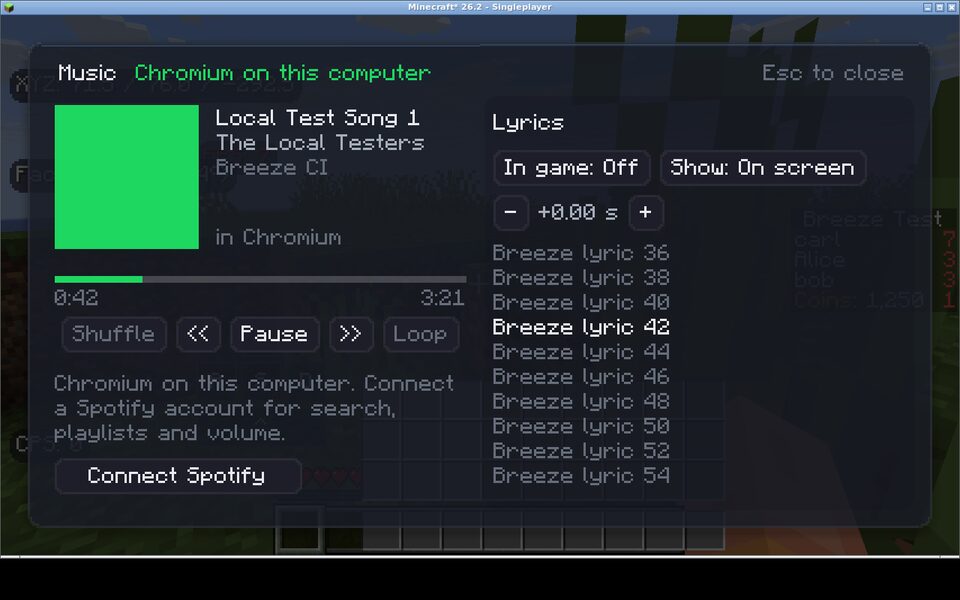 Minecraft* 26.2 - Singleplayer
Music Chromium on this computer
Esc to close
Local Test Song 1
The Local Testers
Breeze CI
in Chromium
0:42 3:21
Shuffle << Pause >> Loop
Chromium on this computer. Connect
a Spotify account for search,
playlists and volume.
Connect Spotify
Lyrics
In game: Off Show: On screen
- +0.00 s +
Breeze lyric 36
Breeze lyric 38
Breeze lyric 40
Breeze lyric 42
Breeze lyric 44
Breeze lyric 46
Breeze lyric 48
Breeze lyric 50
Breeze lyric 52
Breeze lyric 54
Breeze Test
carl 7
Alice 3
bob 3
Coins: 1,250 1